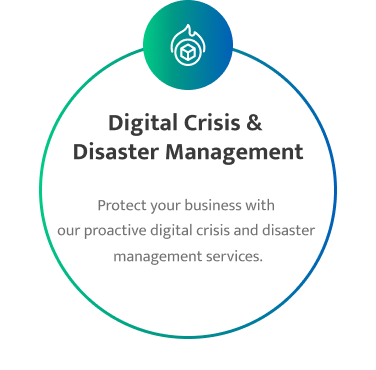 Digital Crisis &
Disaster Management
Protect your business with
our proactive digital crisis and disaster
management services.